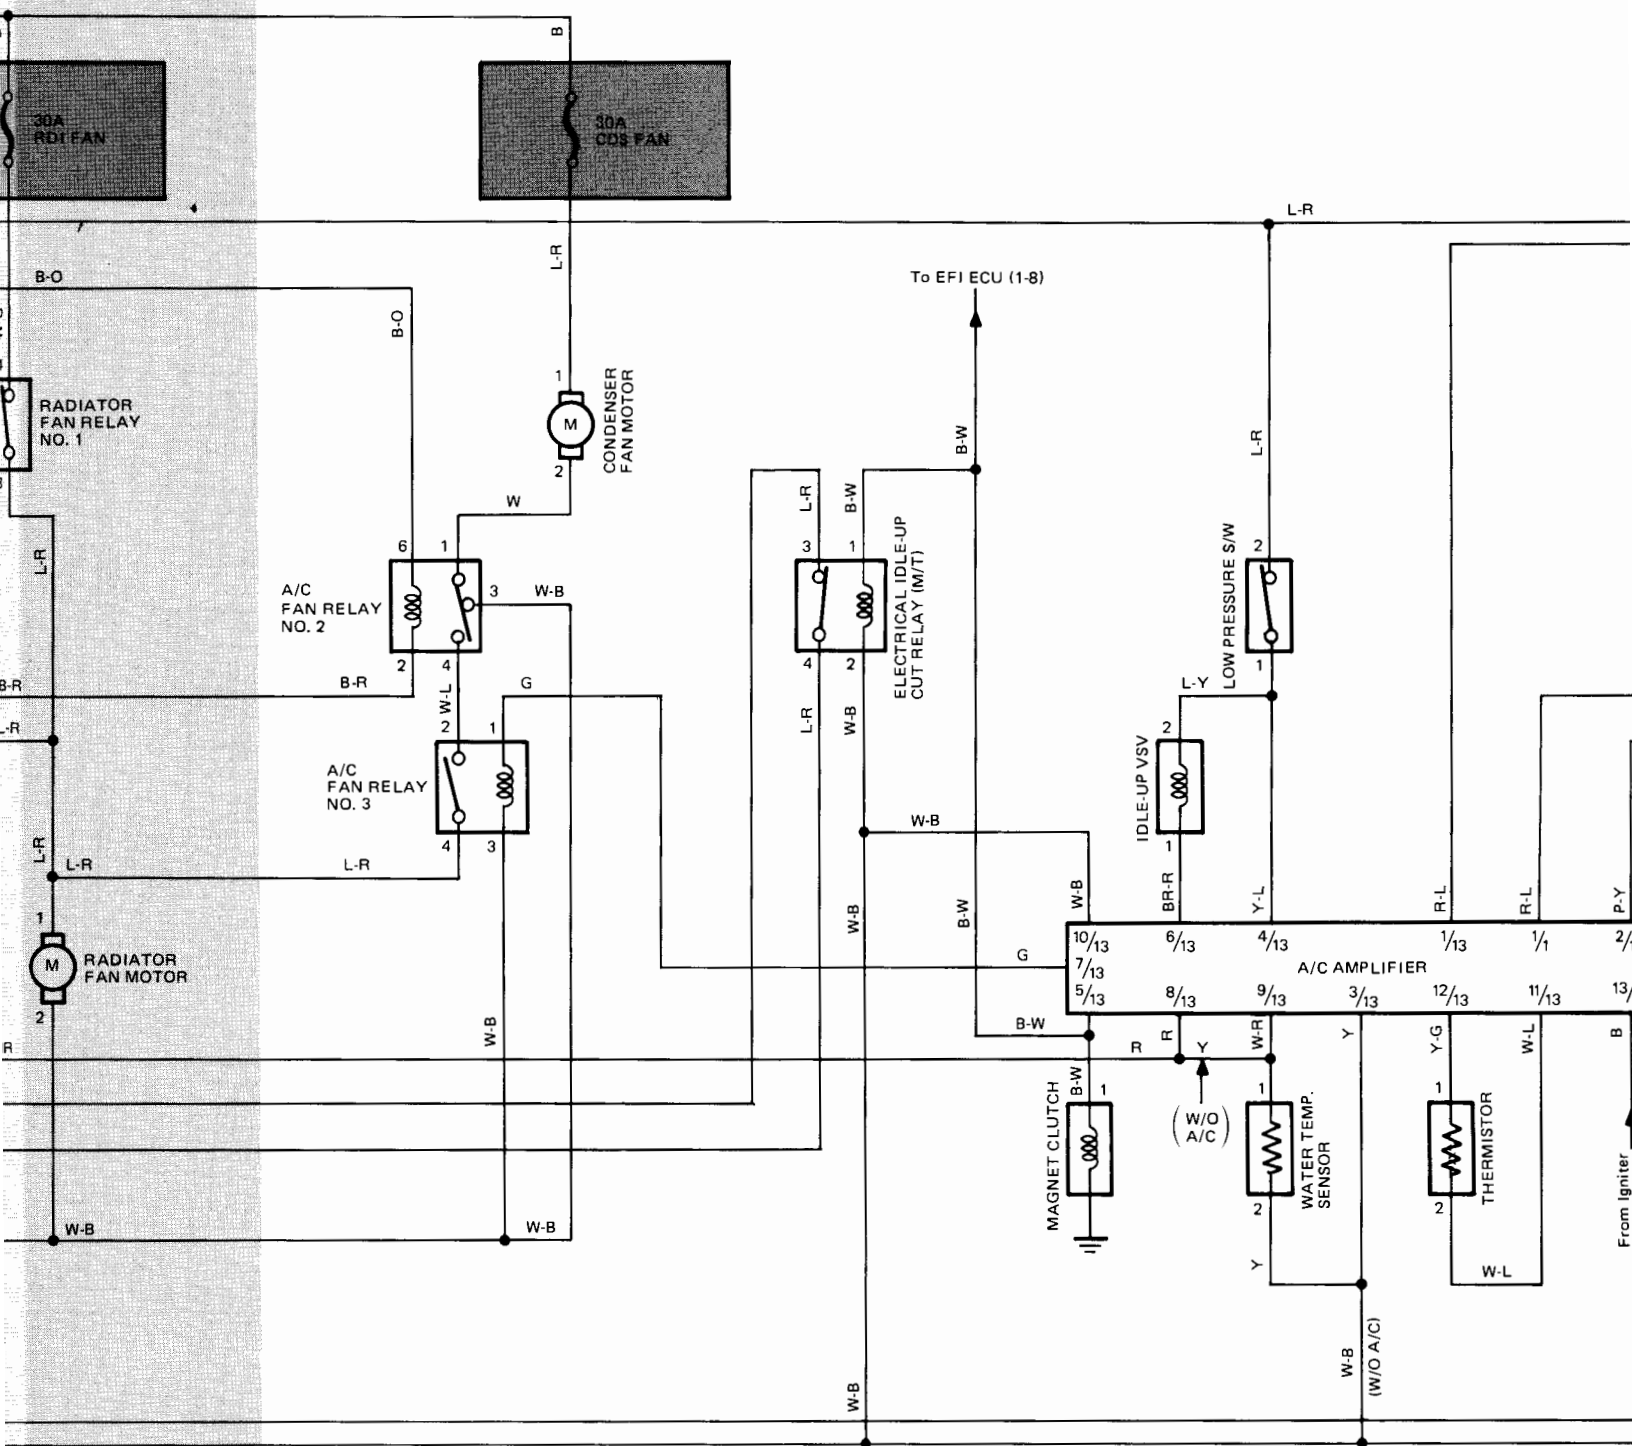 B
30A
RDI FAN
30A
CDS FAN
L-R
L-R
B-O
B-O
To EFI ECU (1-8)
1
M
2
CONDENSER
FAN MOTOR
RADIATOR
FAN RELAY
NO. 1
B-W
L-R
W
L-R
B-W
L-R
6
1
3
1
2
A/C
FAN RELAY
NO. 2
3
W-B
ELECTRICAL IDLE-UP
CUT RELAY (M/T)
LOW PRESSURE S/W
2
4
4
2
1
B-R
B-R
W-L
G
L-R
W-B
L-Y
L-R
2
1
2
A/C
FAN RELAY
NO. 3
IDLE-UP VSV
4
3
1
L-R
L-R
L-R
W-B
W-B
B-W
W-B
BR-R
Y-L
R-L
R-L
P-Y
1
M
2
RADIATOR
FAN MOTOR
G
10/13
6/13
4/13
1/13
1/1
2/
7/13
A/C AMPLIFIER
5/13
8/13
9/13
3/13
12/13
11/13
13/
W-B
B-W
R
W-R
Y
Y-G
W-L
B
R
R
Y
B-W
1
1
1
MAGNET CLUTCH
(W/O
A/C)
WATER TEMP.
SENSOR
THERMISTOR
From Igniter
2
2
W-B
W-B
Y
W-L
W-B
W-B
(W/O A/C)